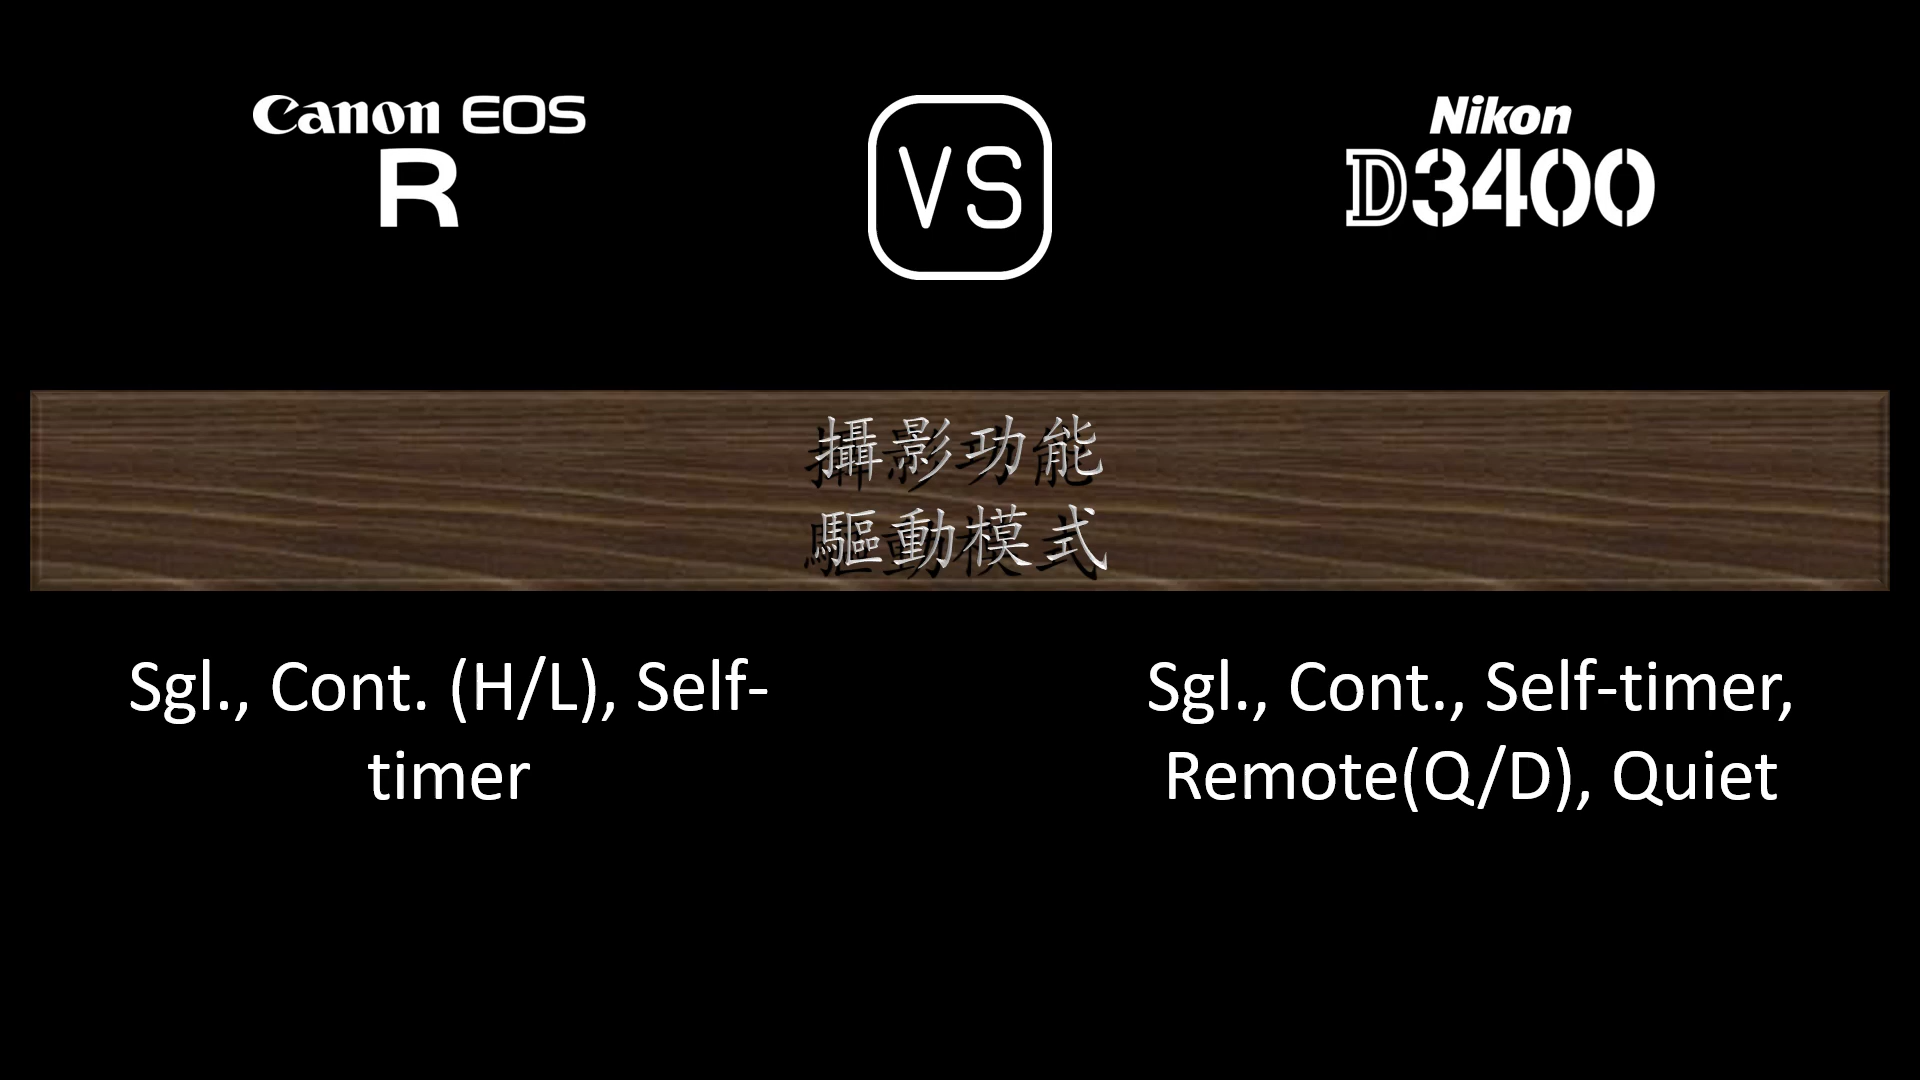 Canon EOS
R
VS
Nikon
D3400
攝影功能
驅動模式
Sgl., Cont. (H/L), Self-
timer
Sgl., Cont., Self-timer,
Remote(Q/D), Quiet